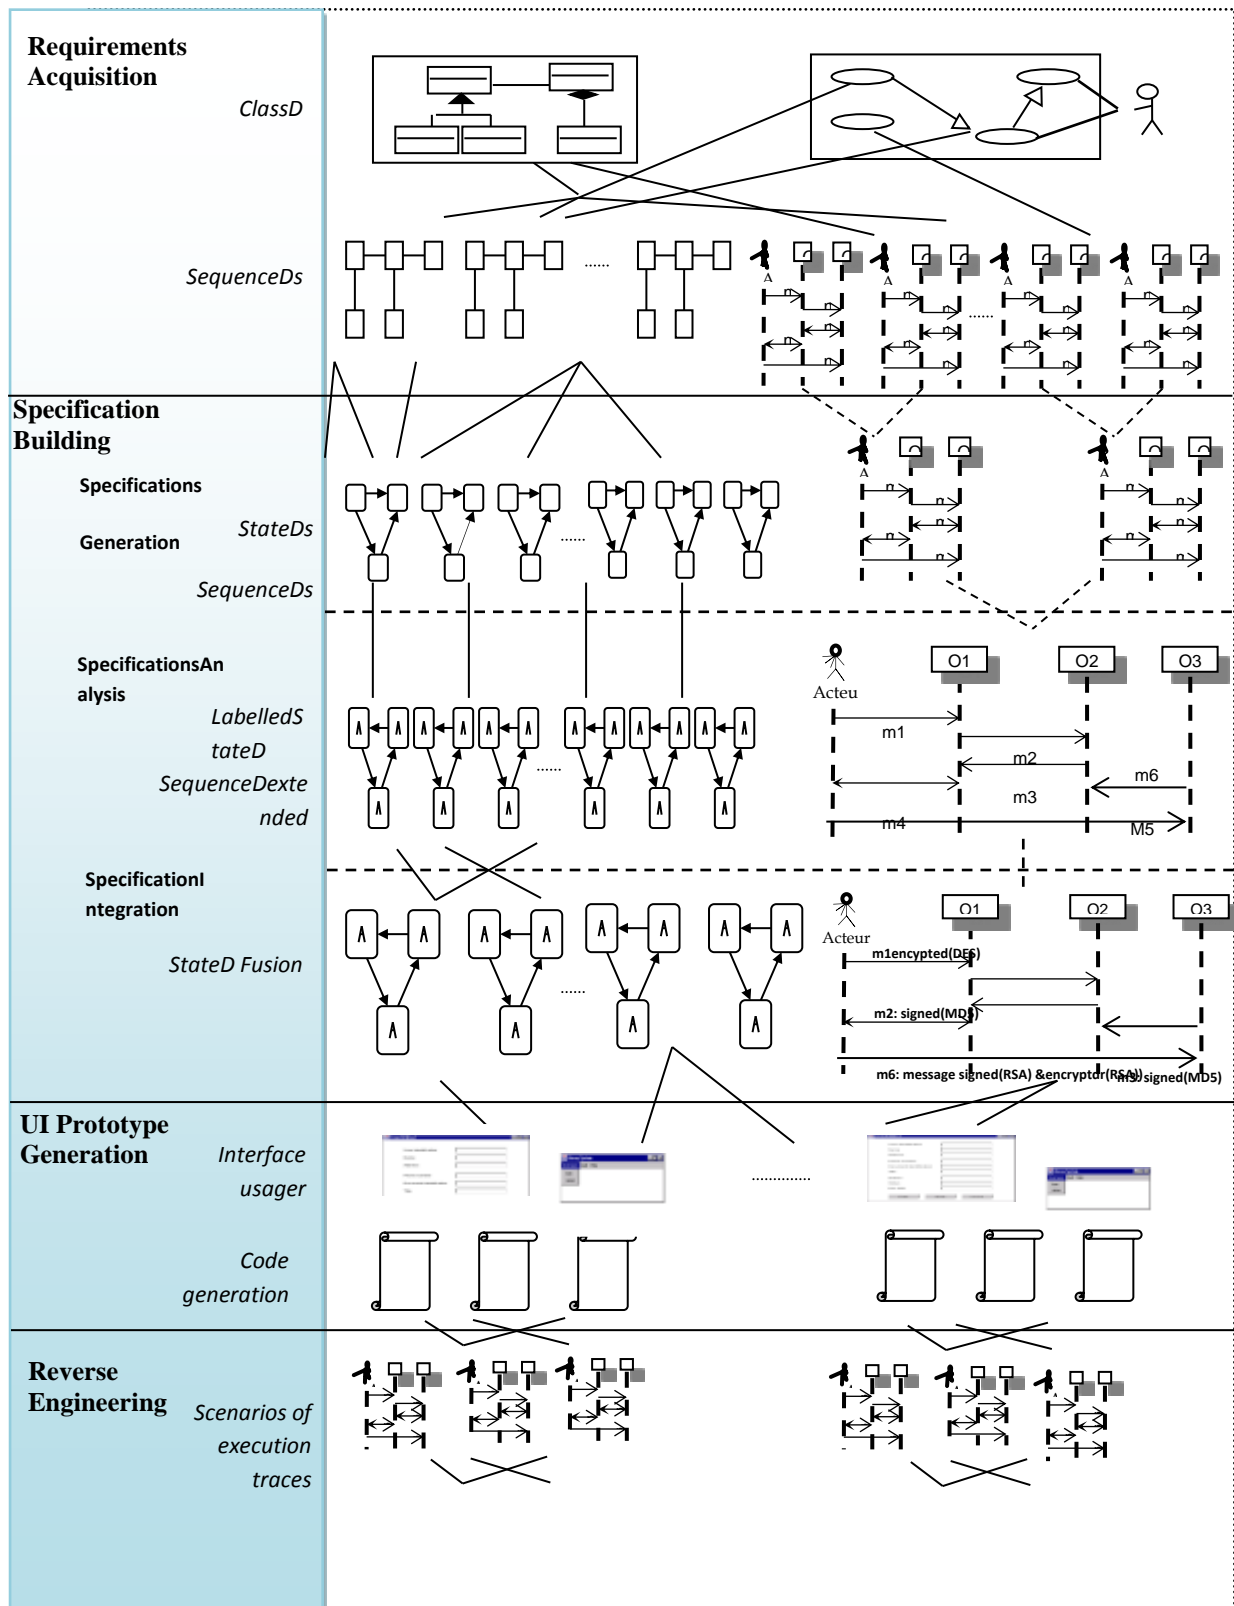 Requirements
Acquisition
ClassD
SequenceDs
A
A
A
A
......
......
Specification
Building
Specifications
StateDs
Generation
SequenceDs
......
A
A
SpecificationsAn
alysis
LabelledS
tateD
SequenceDexte
nded
......
Acteu
O1
O2
O3
m1
m2
m6
m3
m4
M5
SpecificationI
ntegration
StateD Fusion
......
Acteur
O1
O2
O3
m1encypted(DES)
m2: signed(MD5)
m6: message signed(RSA) &encryptdr(RSA))
m3: signed(MD5)
UI Prototype
Generation
Interface
usager
..............
Code
generation
Reverse
Engineering
Scenarios of
execution
traces